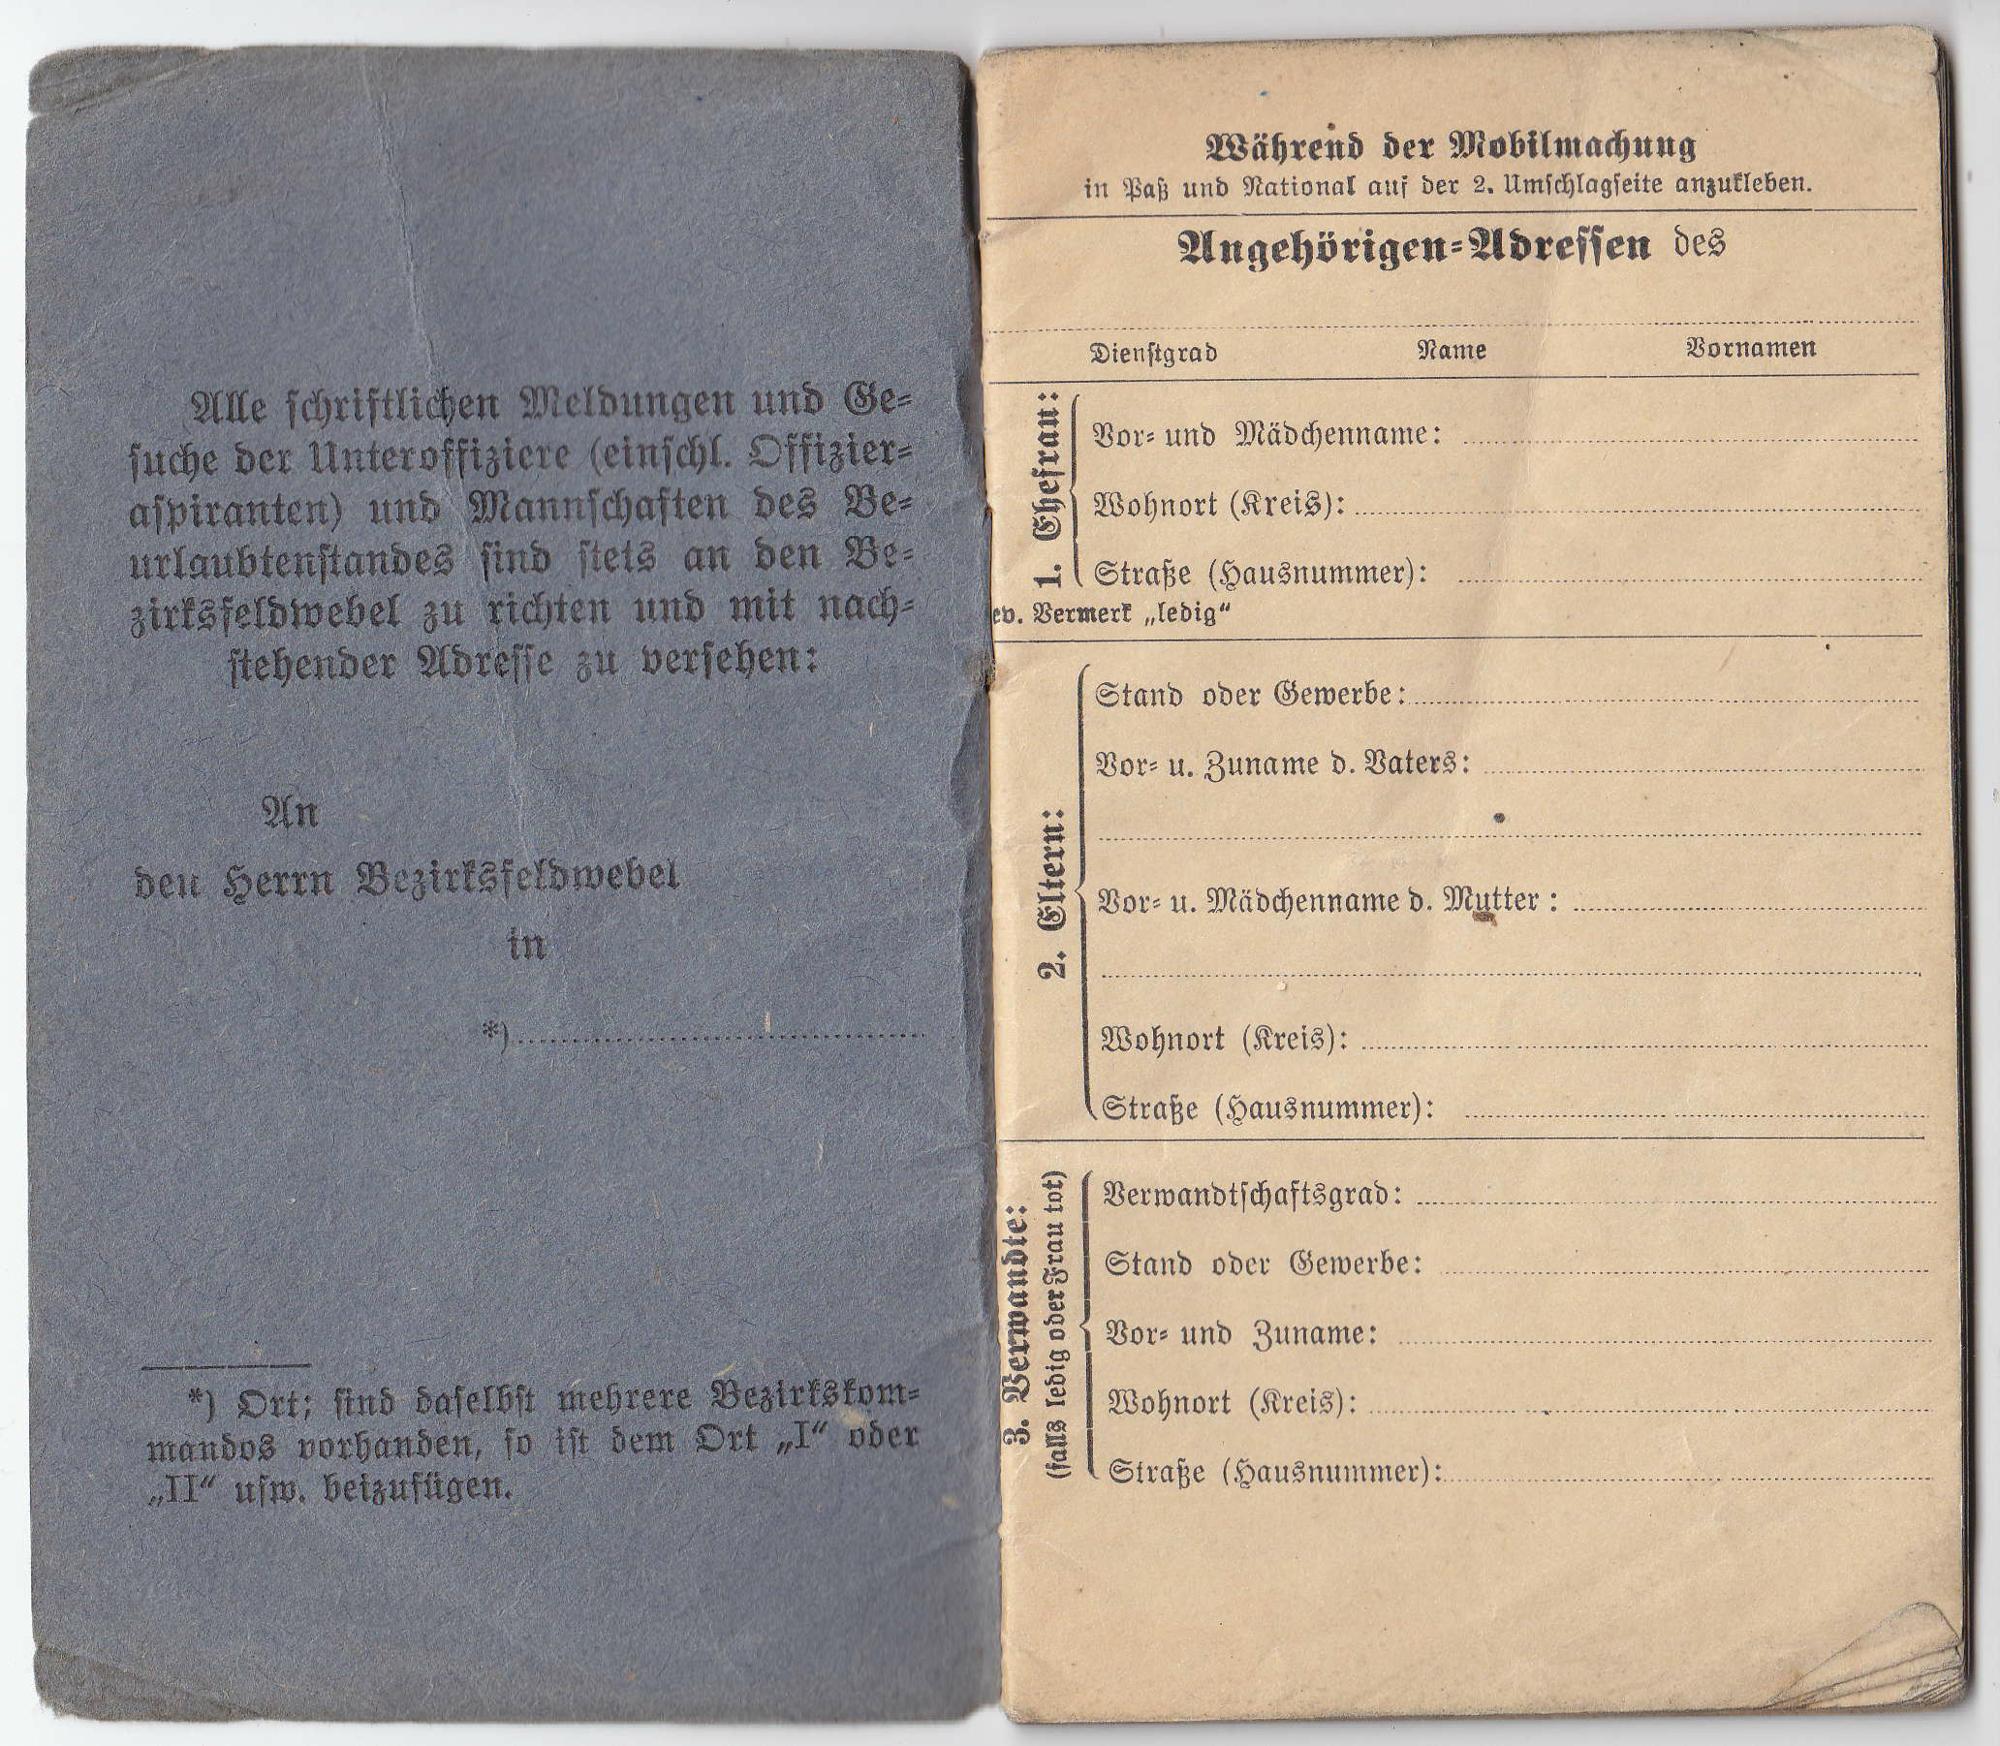 Alle schriftlichen Meldungen und Ge-
suche der Unteroffiziere (einschl. Offizier-
aspiranten) und Mannschaften des Be-
urlaubtenstandes sind stets an den Be-
zirksfeldwebel zu richten und mit nach-
stehender Adresse zu versehen:
An
den Herrn Bezirksfeldwebel
in
*)
*) Ort; sind daselbst mehrere Bezirkskom-
mandos vorhanden, so ist dem Ort „I“ oder
„II“ usw. beizufügen.
Während der Mobilmachung
in Paß und National auf der 2. Umschlagseite anzukleben.
Angehörigen-Adressen des
Dienstgrad Name Vornamen
1. Ehefrau:
Vor- und Mädchenname:
Wohnort (Kreis):
Straße (Hausnummer):
ev. Vermerk „ledig“
2. Eltern:
Stand oder Gewerbe:
Vor- u. Zuname d. Vaters:
Vor- u. Mädchenname d. Mutter:
Wohnort (Kreis):
Straße (Hausnummer):
3. Verwandte:
(falls ledig oder Frau tot)
Verwandtschaftsgrad:
Stand oder Gewerbe:
Vor- und Zuname:
Wohnort (Kreis):
Straße (Hausnummer):